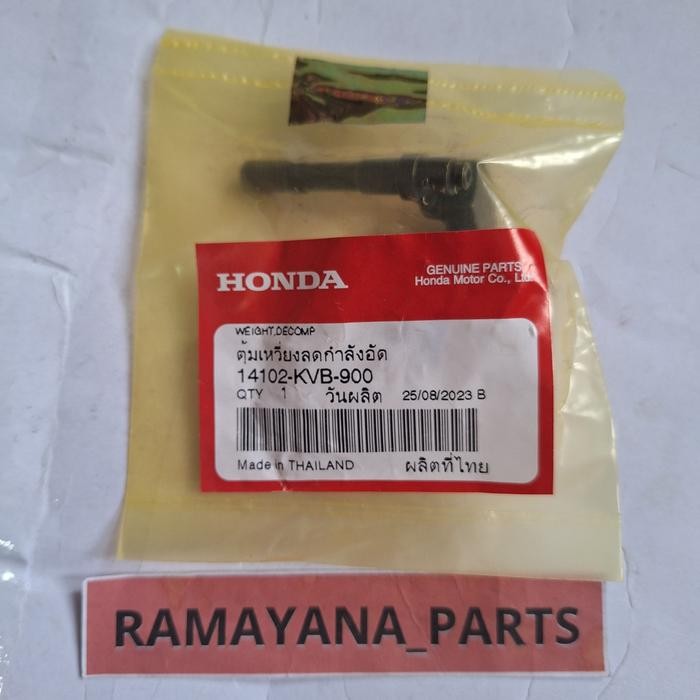 HONDA
GENUINE PARTS
Honda Motor Co., Ltd.
WEIGHT,DECOMP
ตุ้มเหวี่ยงลดกำลังอัด
14102-KVB-900
QTY 1 วันผลิต 25/08/2023 B
Made in THAILAND ผลิตที่ไทย
RAMAYANA_PARTS